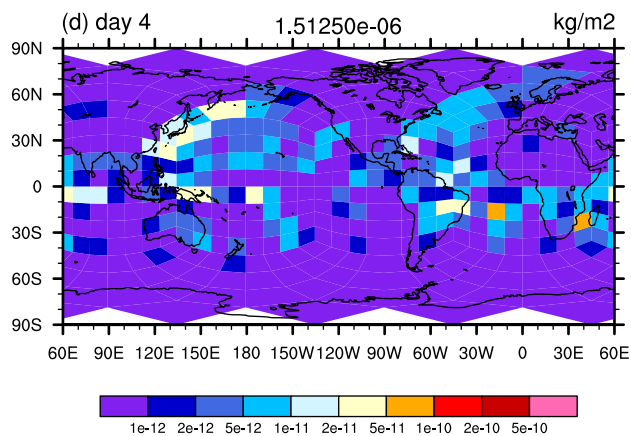 (d) day 4 1.51250e-06 kg/m2
90N
60N
30N
0
30S
60S
90S
60E 90E 120E 150E 180 150W 120W 90W 60W 30W 0 30E 60E
1e-12 2e-12 5e-12 1e-11 2e-11 5e-11 1e-10 2e-10 5e-10